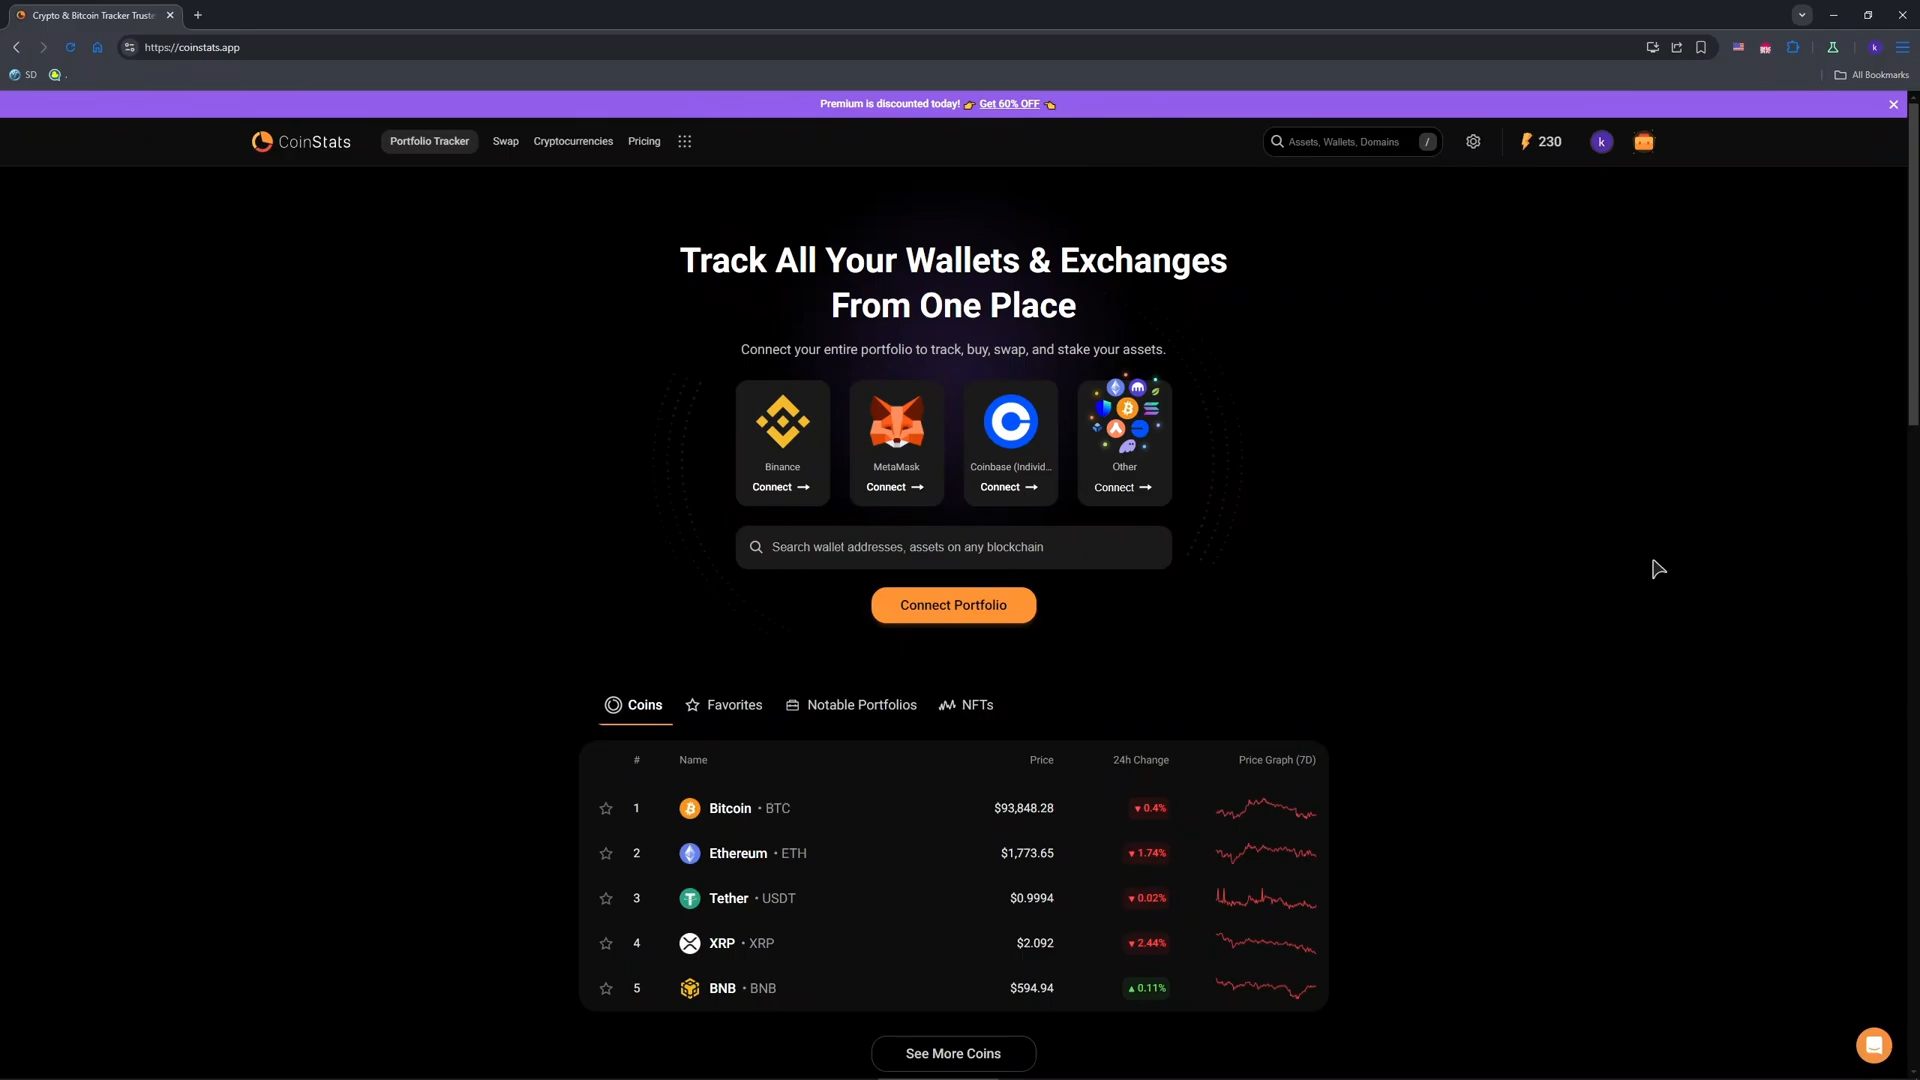 Crypto & Bitcoin Tracker Truste
https://coinstats.app
k
SD
.
All Bookmarks
Premium is discounted today! 👉 Get 60% OFF 👈
CoinStats
Portfolio Tracker
Swap
Cryptocurrencies
Pricing
Assets, Wallets, Domains
/
230
k
Track All Your Wallets & Exchanges
From One Place
Connect your entire portfolio to track, buy, swap, and stake your assets.
Binance
Connect →
MetaMask
Connect →
Coinbase (Individ...
Connect →
Other
Connect →
Search wallet addresses, assets on any blockchain
Connect Portfolio
Coins
Favorites
Notable Portfolios
NFTs
# Name Price 24h Change Price Graph (7D)
1 Bitcoin • BTC $93,848.28 ▼ 0.4%
2 Ethereum • ETH $1,773.65 ▼ 1.74%
3 Tether • USDT $0.9994 ▼ 0.02%
4 XRP • XRP $2.092 ▼ 2.44%
5 BNB • BNB $594.94 ▲ 0.11%
See More Coins